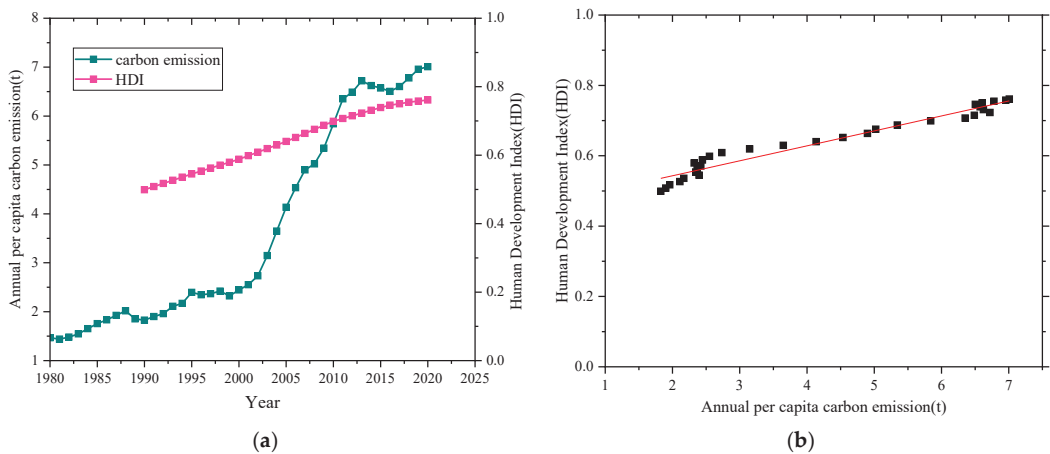 8
7
6
5
4
3
2
1
Annual per capita carbon emission(t)
carbon emission
HDI
1.0
0.8
0.6
0.4
0.2
0.0
Human Development Index(HDI)
1980 1985 1990 1995 2000 2005 2010 2015 2020 2025
Year
(a)
1.0
0.8
0.6
0.4
0.2
0.0
Human Development Index(HDI)
1 2 3 4 5 6 7
Annual per capita carbon emission(t)
(b)